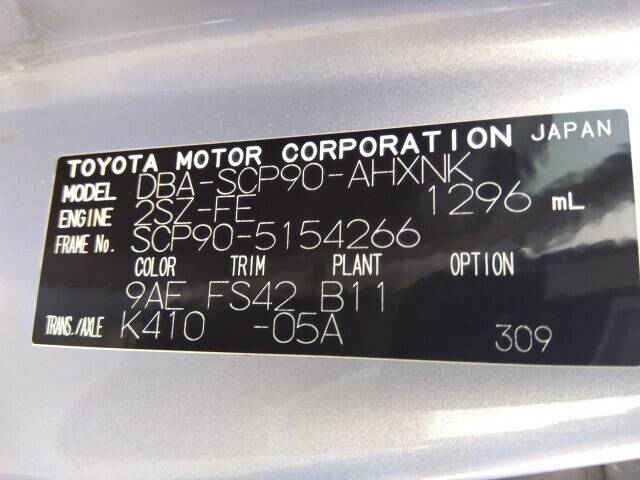 TOYOTA MOTOR CORPORATION JAPAN
MODEL DBA-SCP90-AHXNK
ENGINE 2SZ-FE 1296 mL
FRAME No. SCP90-5154266
COLOR TRIM PLANT OPTION
9AE FS42 B11
TRANS./AXLE K410 -05A 309